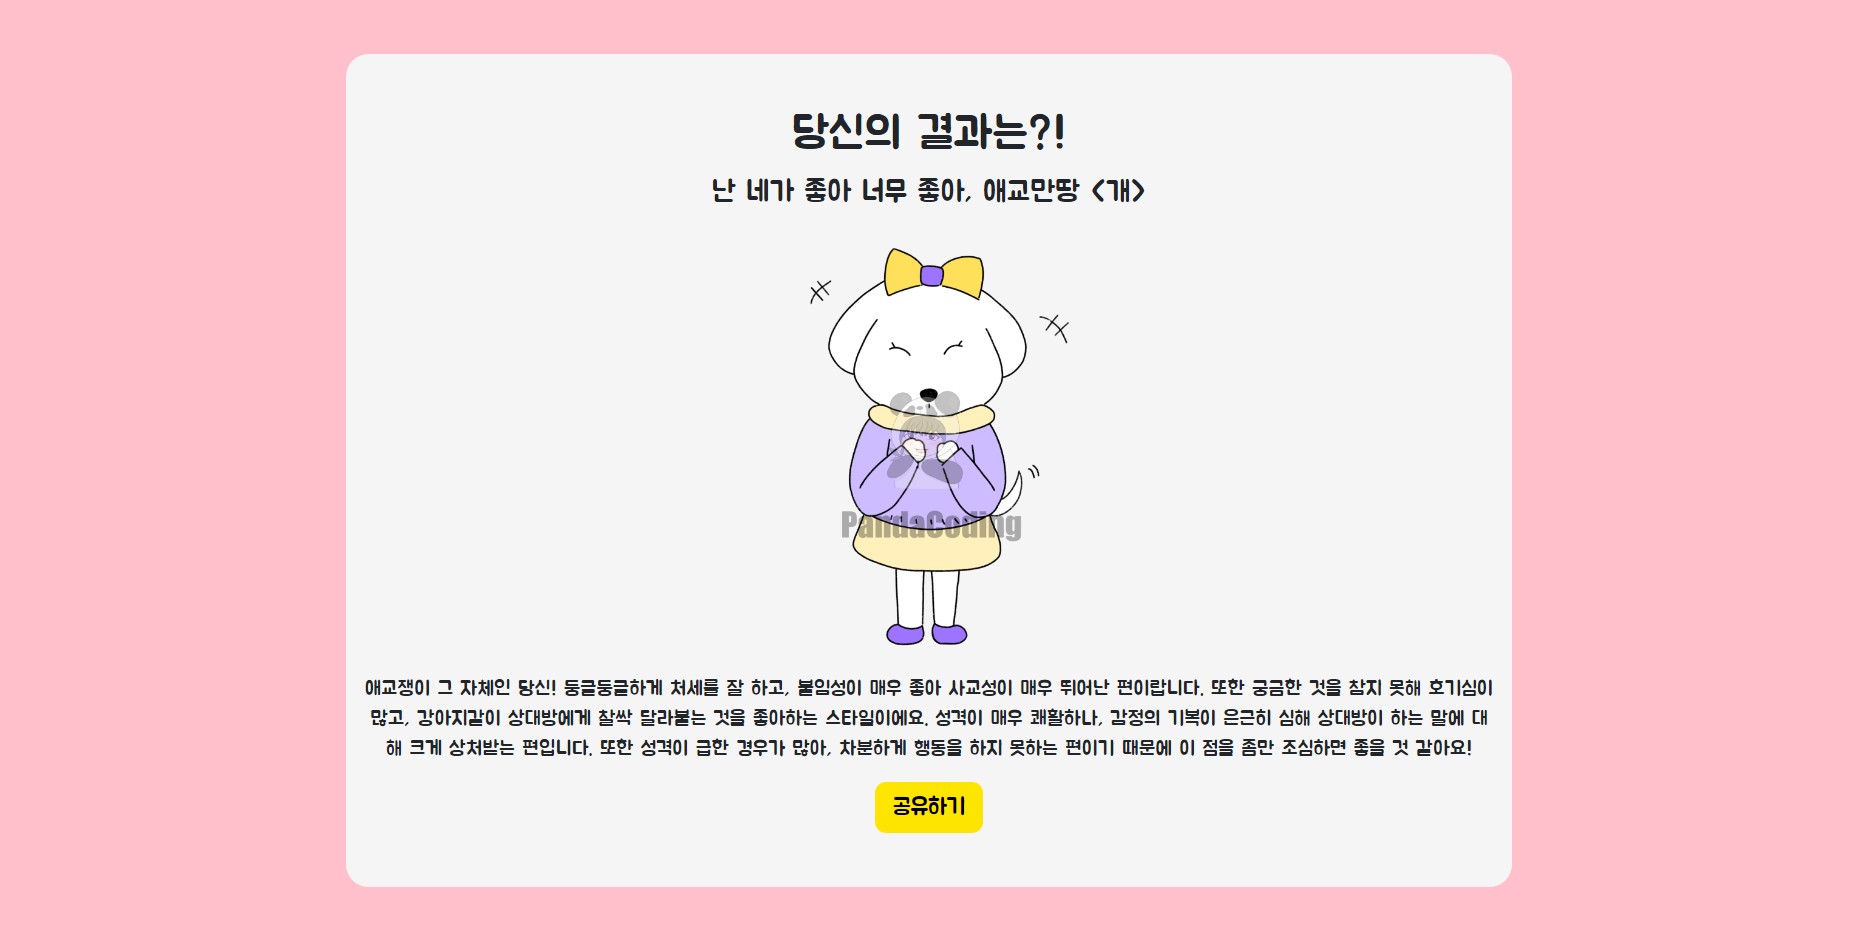 당신의 결과는?!
난 네가 좋아 너무 좋아, 애교만땅 <개>
PandaCoding
애교쟁이 그 자체인 당신! 둥글둥글하게 처세를 잘 하고, 붙임성이 매우 좋아 사교성이 매우 뛰어난 편이랍니다. 또한 궁금한 것을 참지 못해 호기심이
많고, 강아지같이 상대방에게 찰싹 달라붙는 것을 좋아하는 스타일이에요. 성격이 매우 쾌활하나, 감정의 기복이 은근히 심해 상대방이 하는 말에 대
해 크게 상처받는 편입니다. 또한 성격이 급한 경우가 많아, 차분하게 행동을 하지 못하는 편이기 때문에 이 점을 좀만 조심하면 좋을 것 같아요!
공유하기